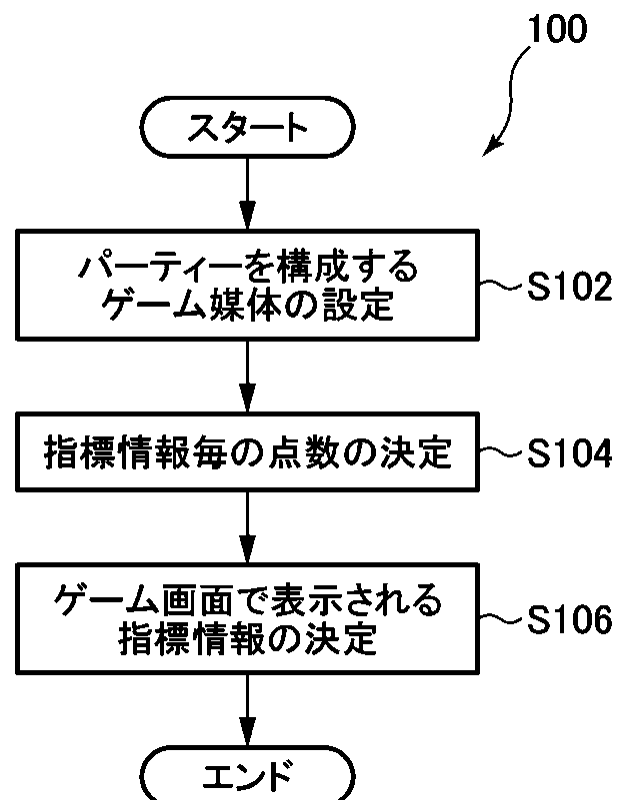 100
スタート
パーティーを構成する
ゲーム媒体の設定
S102
指標情報毎の点数の決定
S104
ゲーム画面で表示される
指標情報の決定
S106
エンド